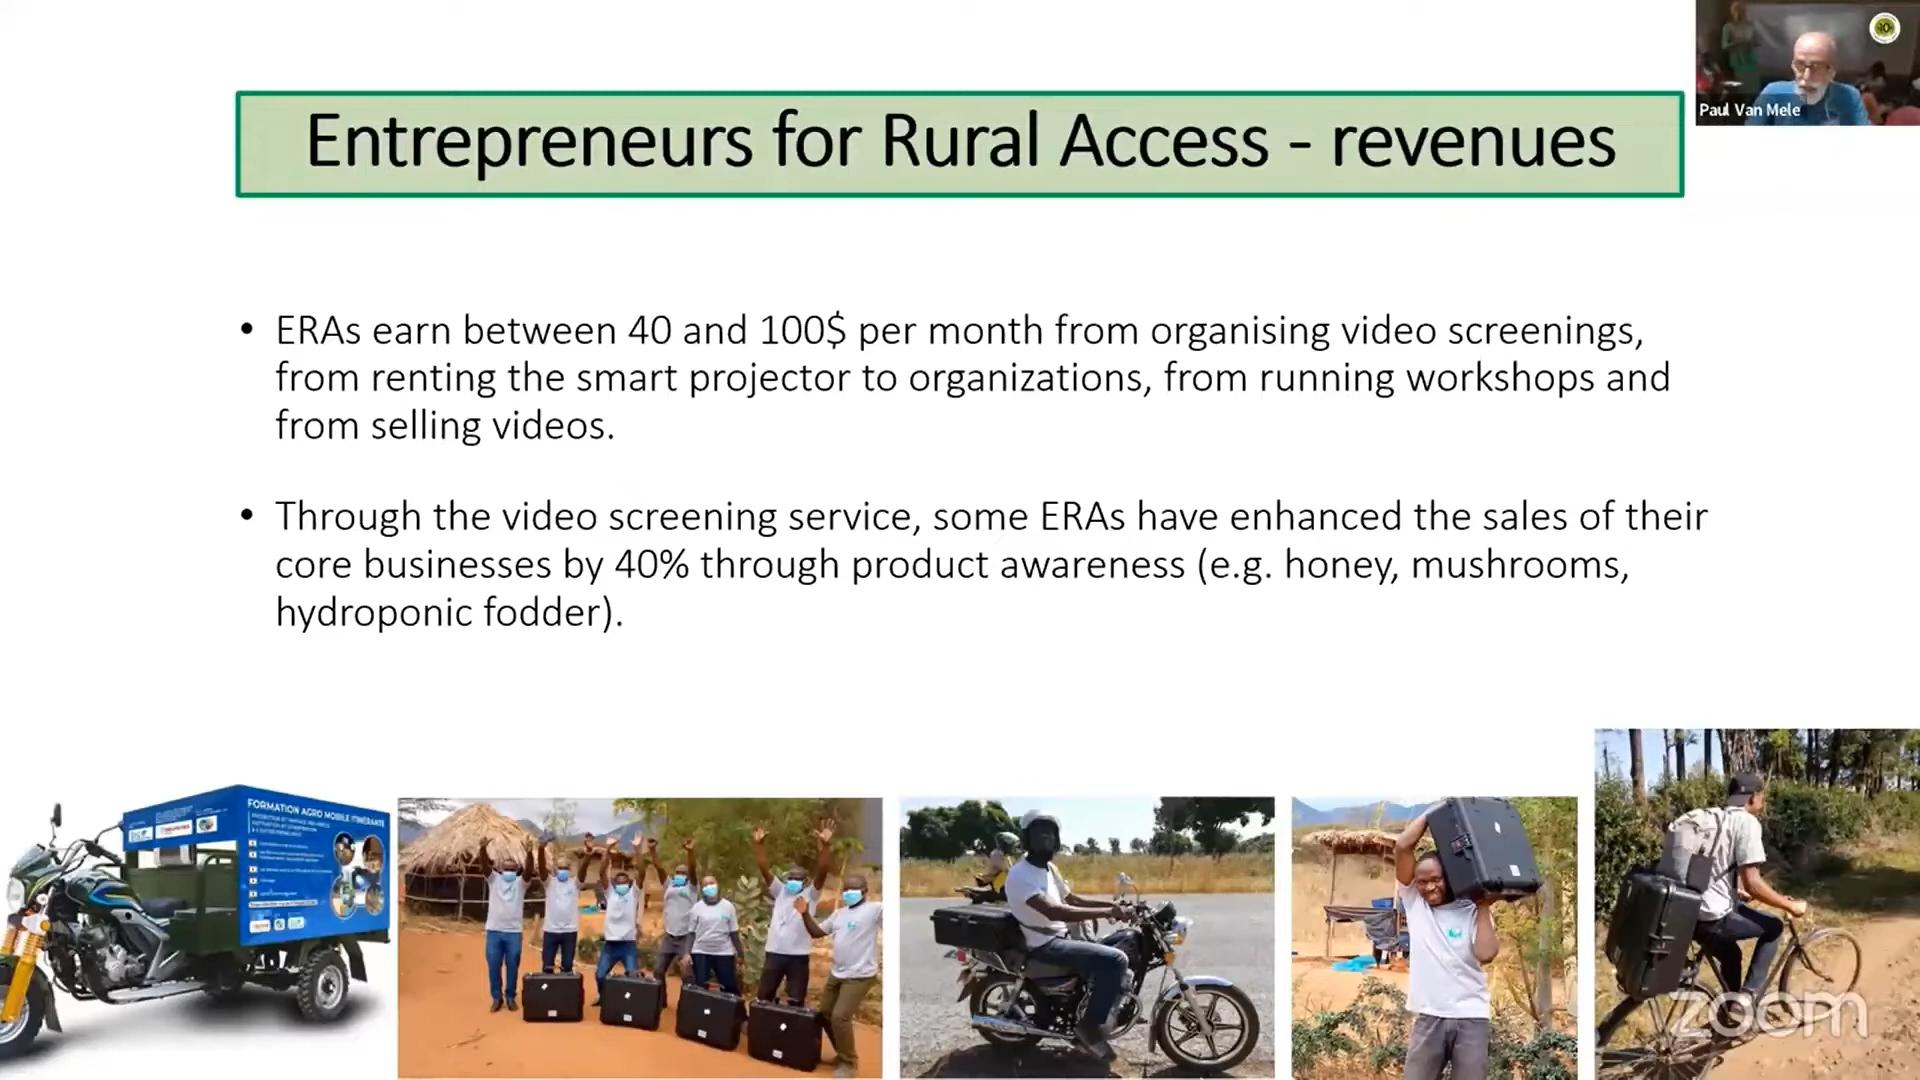 Entrepreneurs for Rural Access - revenues
Paul Van Mele
• ERAs earn between 40 and 100$ per month from organising video screenings,
from renting the smart projector to organizations, from running workshops and
from selling videos.
• Through the video screening service, some ERAs have enhanced the sales of their
core businesses by 40% through product awareness (e.g. honey, mushrooms,
hydroponic fodder).
FORMATION AGRO MOBILE ITINÉRANTE
zoom